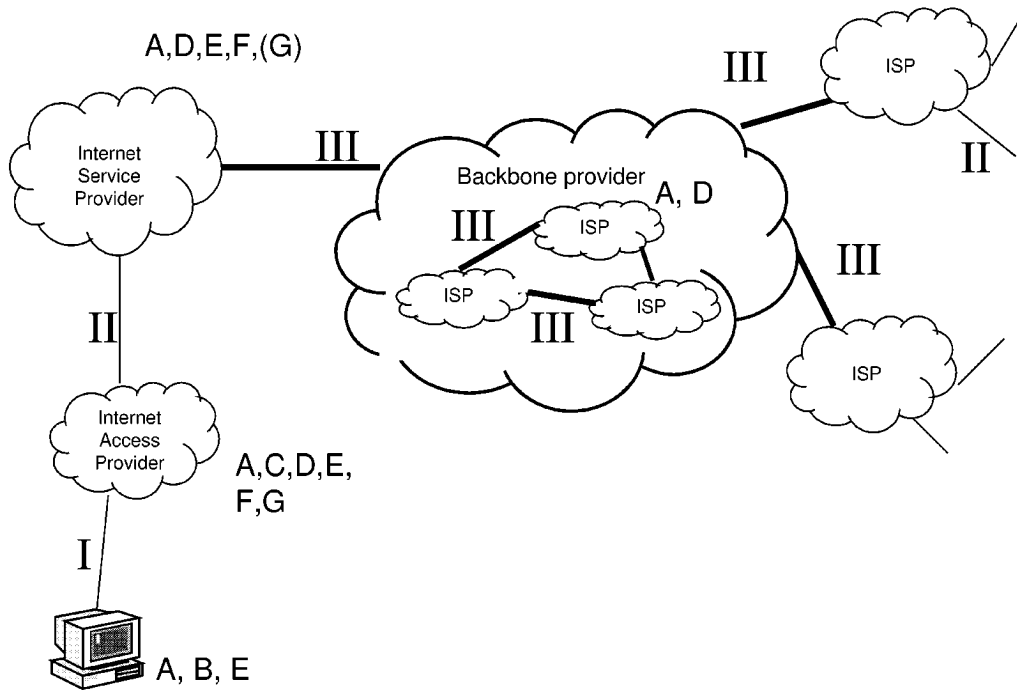 A,D,E,F,(G)
Internet
Service
Provider
III
Backbone provider
A, D
III
ISP
ISP
ISP
III
III
ISP
II
III
ISP
II
Internet
Access
Provider
A,C,D,E,
F,G
I
A, B, E